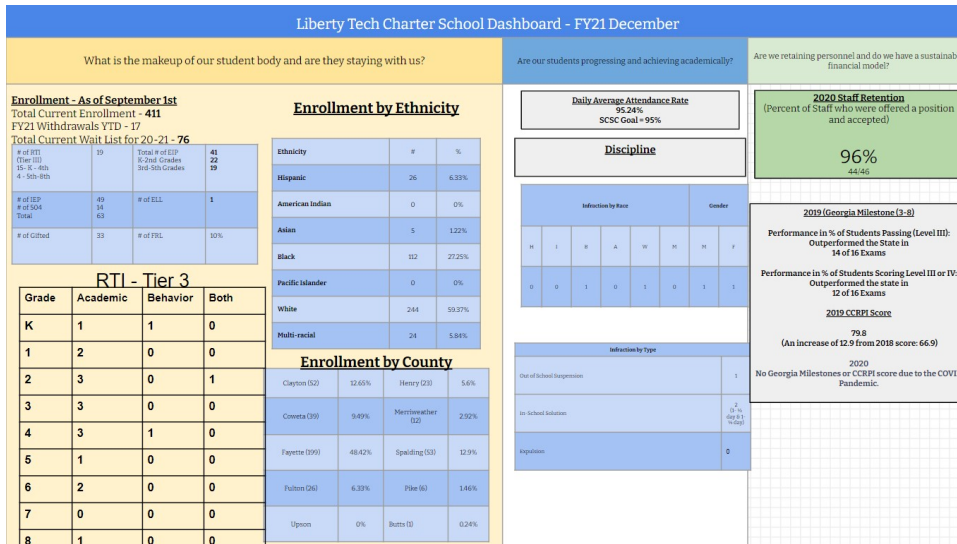 Liberty Tech Charter School Dashboard - FY21 December
What is the makeup of our student body and are they staying with us?
Are our students progressing and achieving academically?
Are we retaining personnel and do we have a
financial model?
Enrollment - As of September 1st
Total Current Enrollment - 411
FY21 Withdrawals YTD - 17
Total Current Wait List for 20-21 - 76
# of RTI
(Tier III)
15- K - 4th
4 - 5th-8th
19
Total # of EIP
K-2nd Grades
3rd-5th Grades
41
22
19
# of IEP
# of 504
Total
49
14
63
# of ELL
1
# of Gifted
33
# of FRL
10%
RTI - Tier 3
Grade Academic Behavior Both
K 1 1 0
1 2 0 0
2 3 0 1
3 3 0 0
4 3 1 0
5 1 0 0
6 2 0 0
7 0 0 0
8 1 0 0
Enrollment by Ethnicity
Ethnicity # %
Hispanic 26 6.33%
American Indian 0 0%
Asian 5 1.22%
Black 112 27.25%
Pacific Islander 0 0%
White 244 59.37%
Multi-racial 24 5.84%
Enrollment by County
Clayton (52) 12.65% Henry (23) 5.6%
Coweta (39) 9.49% Merriweather
(12) 2.92%
Fayette (199) 48.42% Spalding (53) 12.9%
Fulton (26) 6.33% Pike (6) 1.46%
Upson 0% Butts (1) 0.24%
Daily Average Attendance Rate
95.24%
SCSC Goal = 95%
Discipline
Infraction by Race Gender
H I B A W M M F
0 0 1 0 1 0 1 1
Infraction by Type
Out of School Suspension 1
In-School Solution 2
day & 1-
day)
Expulsion 0
2020 Staff Retention
(Percent of Staff who were offered a position
and accepted)
96%
44/46
2019 (Georgia Milestone (3-8)
Performance in % of Students Passing (Level III):
Outperformed the State in
14 of 16 Exams
Performance in % of Students Scoring Level III or IV:
Outperformed the state in
12 of 16 Exams
2019 CCRPI Score
79.8
(An increase of 12.9 from 2018 score: 66.9)
2020
No Georgia Milestones or CCRPI score due to the
Pandemic.